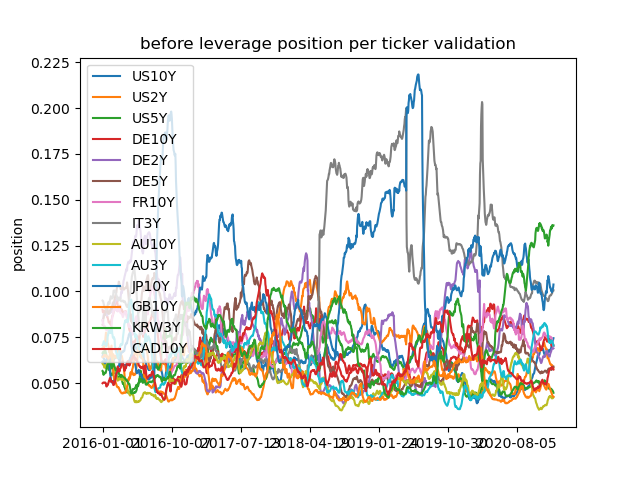 before leverage position per ticker validation
0.225
0.200
0.175
0.150
0.125
0.100
0.075
0.050
position
US10Y
US2Y
US5Y
DE10Y
DE2Y
DE5Y
FR10Y
IT3Y
AU10Y
AU3Y
JP10Y
GB10Y
KRW3Y
CAD10Y
2016-01-01 2016-10-07 2017-07-13 2018-04-19 2019-01-24 2019-10-30 2020-08-05